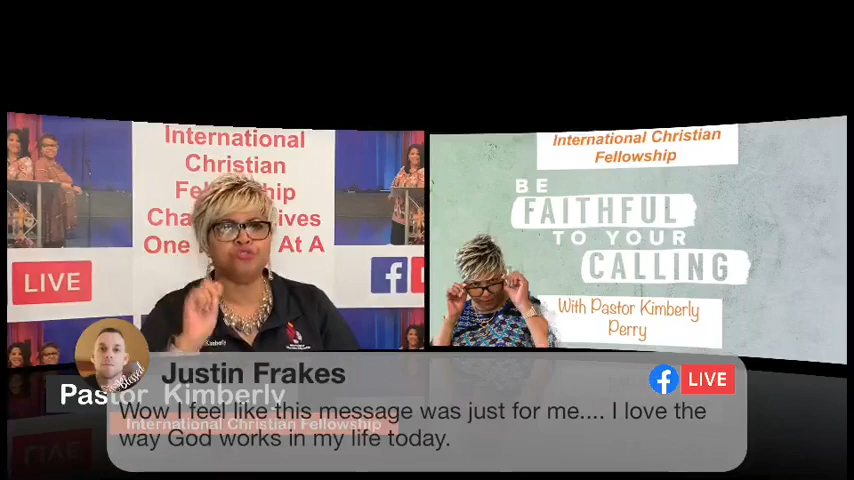 International
Christian
Fellowship
Changing Lives
One At A
LIVE
f
International Christian
Fellowship
BE
FAITHFUL
TO YOUR
CALLING
With Pastor Kimberly
Perry
Justin Frakes
LIVE
Pastor Kimberly
Wow I feel like this message was just for me.... I love the
way God works in my life today.
International Christian Fellowship